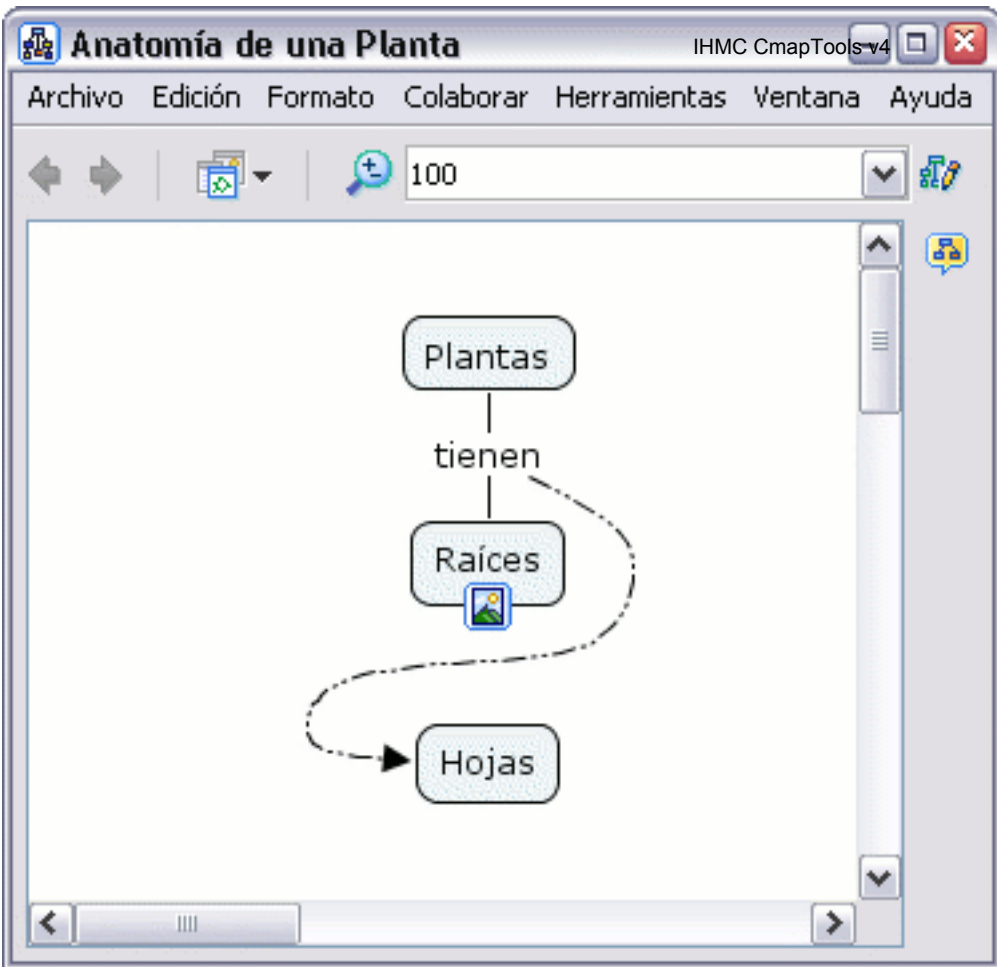 Anatomía de una Planta IHMC CmapTools v4
Archivo Edición Formato Colaborar Herramientas Ventana Ayuda
100
Plantas
tienen
Raíces
Hojas